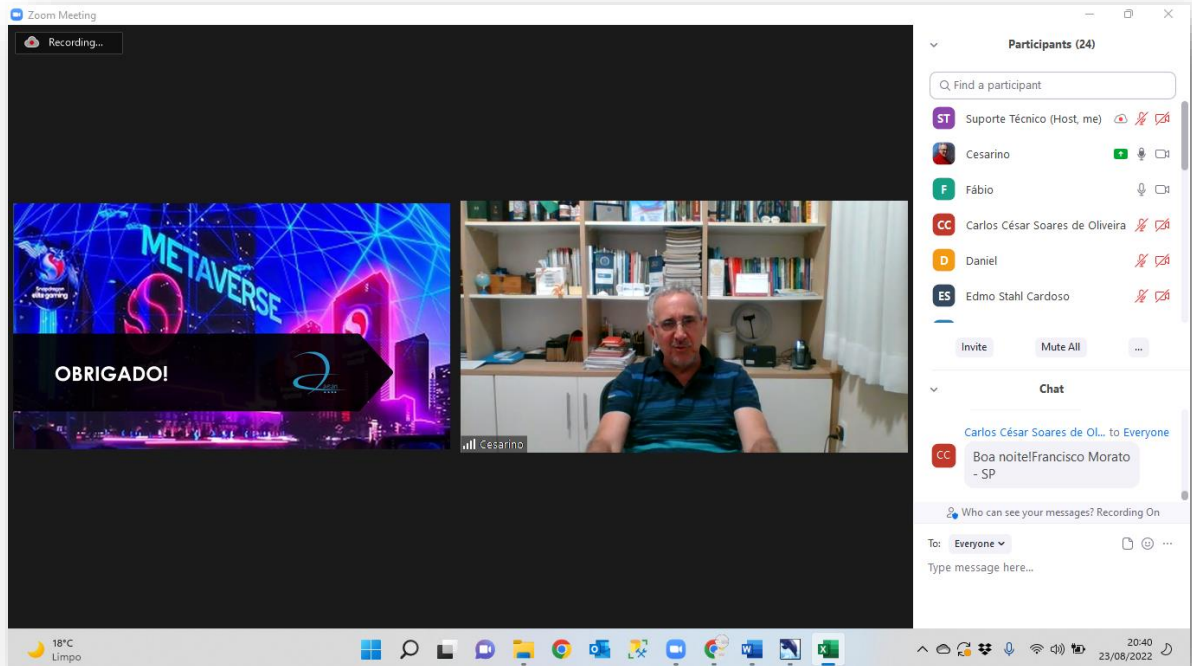 Zoom Meeting
Recording...
METAVERSE
Snapdragon
elite gaming
OBRIGADO!
Cesarino
Participants (24)
Find a participant
ST
Suporte Técnico (Host, me)
Cesarino
F
Fábio
CC
Carlos César Soares de Oliveira
D
Daniel
ES
Edmo Stahl Cardoso
Invite
Mute All
...
Chat
Carlos César Soares de Ol... to Everyone
CC
Boa noite!Francisco Morato
- SP
Who can see your messages? Recording On
To: Everyone
Type message here...
18°C
Limpo
20:40
23/08/2022